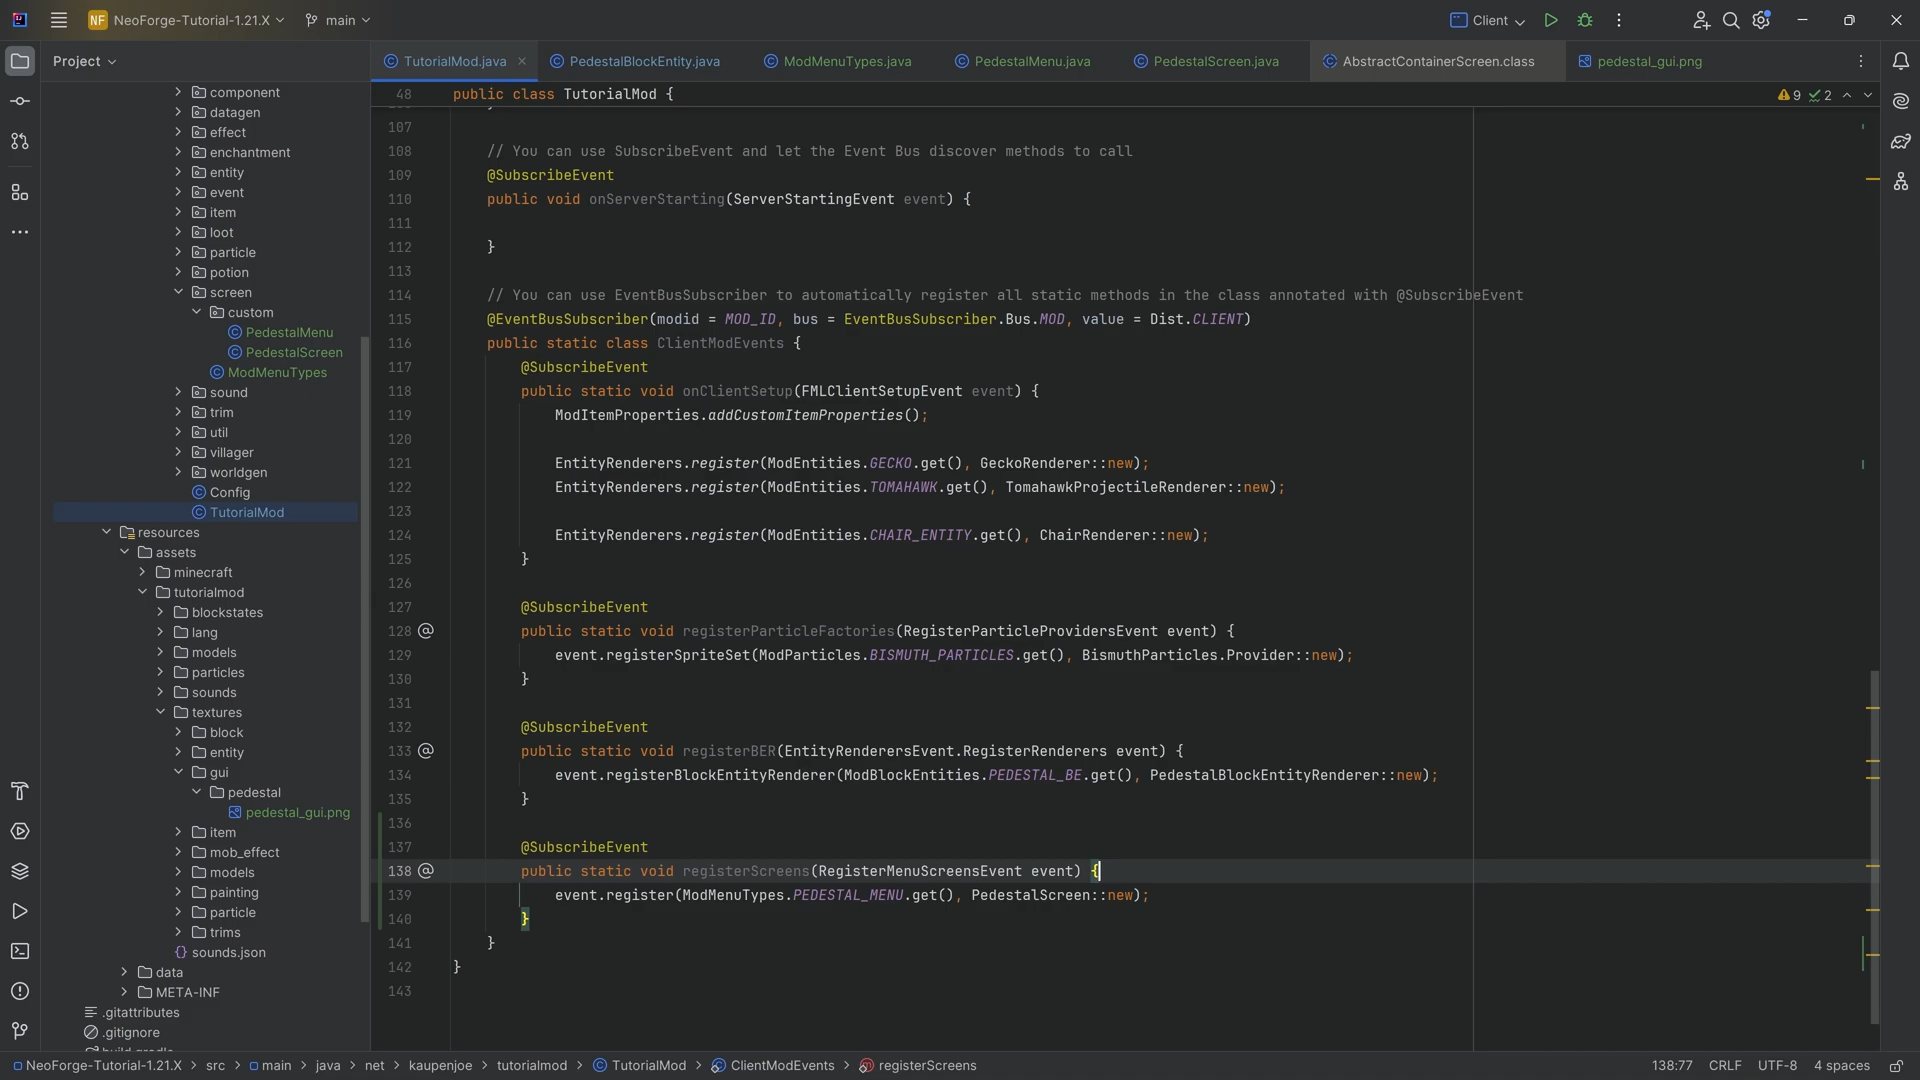 NF NeoForge-Tutorial-1.21.X main Client
Project
TutorialMod.java PedestalBlockEntity.java ModMenuTypes.java PedestalMenu.java PedestalScreen.java AbstractContainerScreen.class pedestal_gui.png
component
datagen
effect
enchantment
entity
event
item
loot
particle
potion
screen
custom
PedestalMenu
PedestalScreen
ModMenuTypes
sound
trim
util
villager
worldgen
Config
TutorialMod
resources
assets
minecraft
tutorialmod
blockstates
lang
models
particles
sounds
textures
block
entity
gui
pedestal
pedestal_gui.png
item
mob_effect
models
painting
particle
trims
sounds.json
data
META-INF
.gitattributes
.gitignore
48 public class TutorialMod { 9 2
107
108 // You can use SubscribeEvent and let the Event Bus discover methods to call
109 @SubscribeEvent
110 public void onServerStarting(ServerStartingEvent event) {
111
112 }
113
114 // You can use EventBusSubscriber to automatically register all static methods in the class annotated with @SubscribeEvent
115 @EventBusSubscriber(modid = MOD_ID, bus = EventBusSubscriber.Bus.MOD, value = Dist.CLIENT)
116 public static class ClientModEvents {
117 @SubscribeEvent
118 public static void onClientSetup(FMLClientSetupEvent event) {
119 ModItemProperties.addCustomItemProperties();
120
121 EntityRenderers.register(ModEntities.GECKO.get(), GeckoRenderer::new);
122 EntityRenderers.register(ModEntities.TOMAHAWK.get(), TomahawkProjectileRenderer::new);
123
124 EntityRenderers.register(ModEntities.CHAIR_ENTITY.get(), ChairRenderer::new);
125 }
126
127 @SubscribeEvent
128 public static void registerParticleFactories(RegisterParticleProvidersEvent event) {
129 event.registerSpriteSet(ModParticles.BISMUTH_PARTICLES.get(), BismuthParticles.Provider::new);
130 }
131
132 @SubscribeEvent
133 public static void registerBER(EntityRenderersEvent.RegisterRenderers event) {
134 event.registerBlockEntityRenderer(ModBlockEntities.PEDESTAL_BE.get(), PedestalBlockEntityRenderer::new);
135 }
136
137 @SubscribeEvent
138 public static void registerScreens(RegisterMenuScreensEvent event) {
139 event.register(ModMenuTypes.PEDESTAL_MENU.get(), PedestalScreen::new);
140 }
141 }
142 }
143
NeoForge-Tutorial-1.21.X > src > main > java > net > kaupenjoe > tutorialmod > TutorialMod > ClientModEvents > registerScreens 138:77 CRLF UTF-8 4 spaces